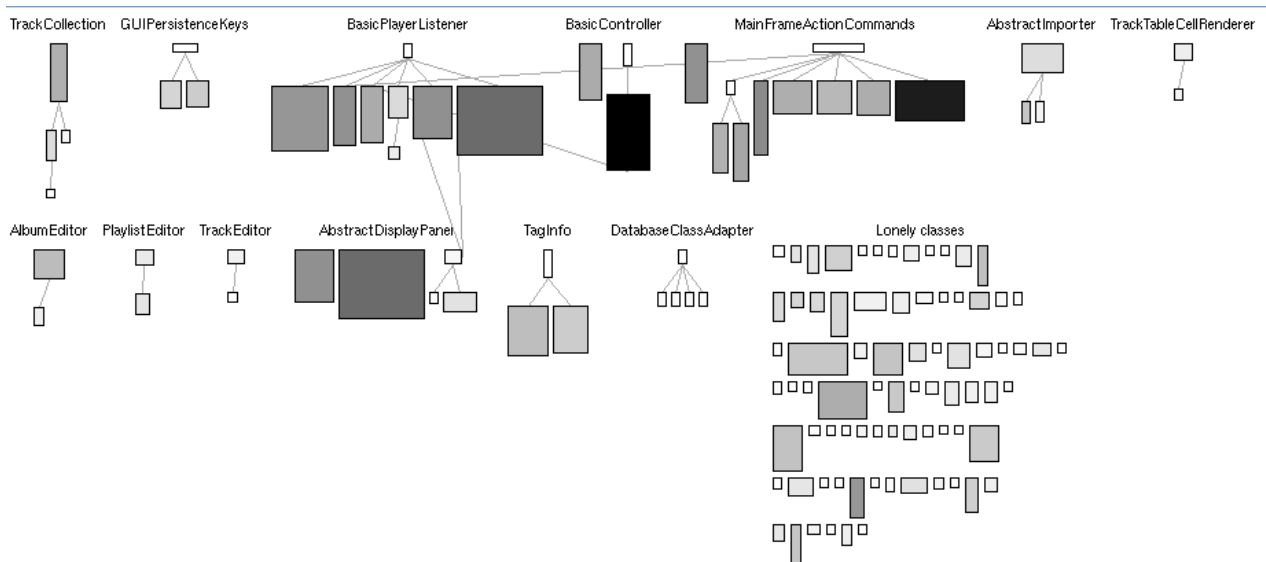 TrackCollection
GUIPersistenceKeys
BasicPlayerListener
BasicController
MainFrameActionCommands
AbstractImporter
TrackTableCellRenderer
AlbumEditor
PlaylistEditor
TrackEditor
AbstractDisplayPanel
TagInfo
DatabaseClassAdapter
Lonely classes